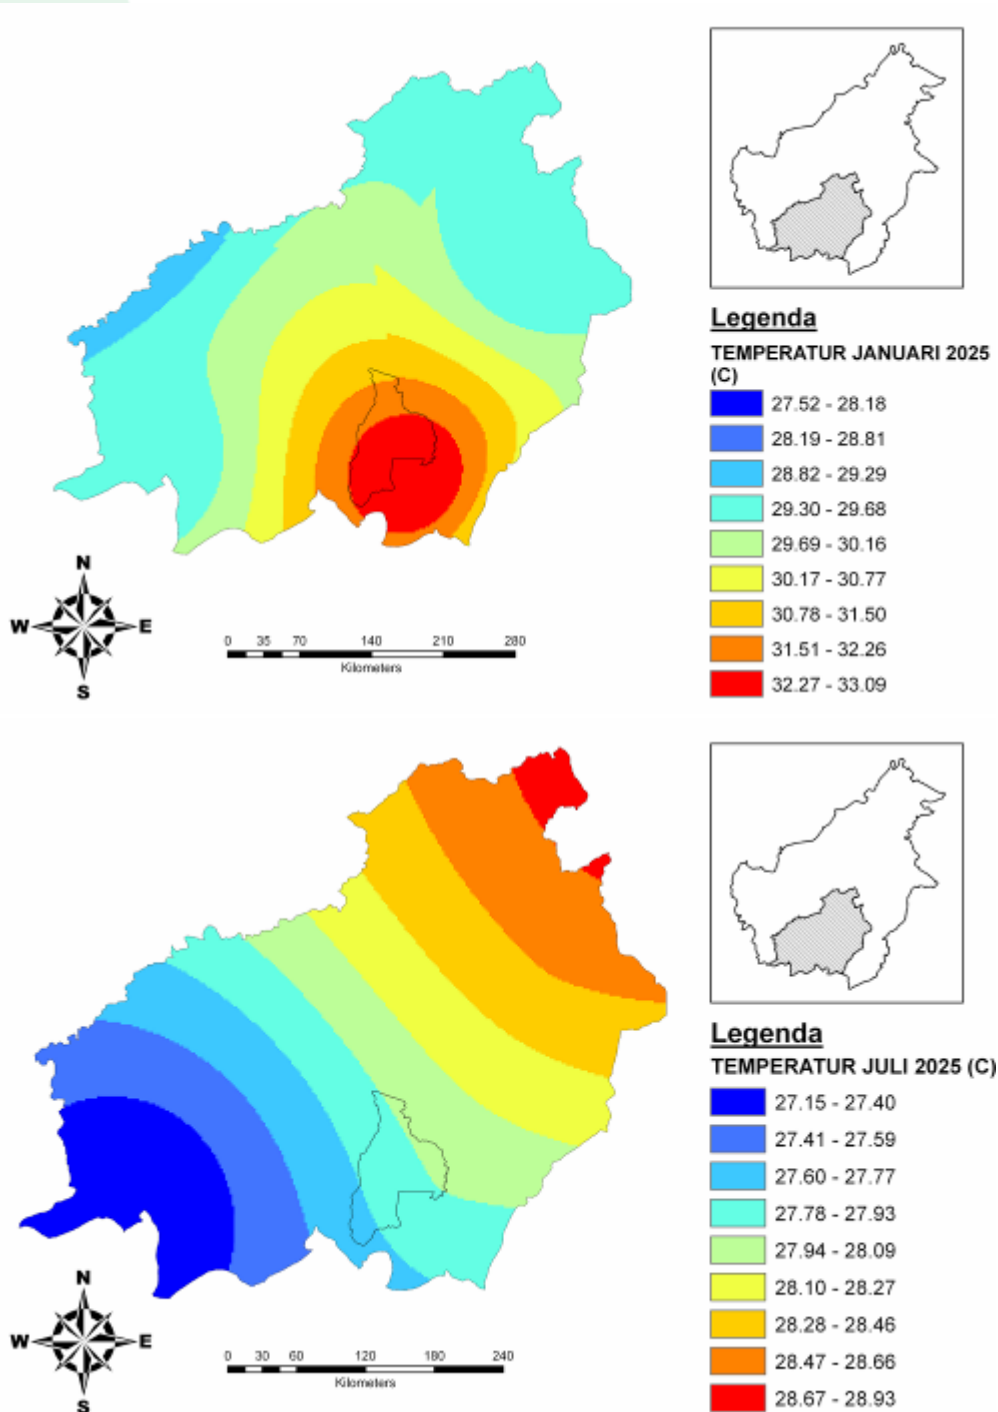 Legenda
TEMPERATUR JANUARI 2025
(C)
27.52 - 28.18
28.19 - 28.81
28.82 - 29.29
29.30 - 29.68
29.69 - 30.16
30.17 - 30.77
30.78 - 31.50
31.51 - 32.26
32.27 - 33.09
N
W E
S
0 35 70 140 210 280
Kilometers
Legenda
TEMPERATUR JULI 2025 (C)
27.15 - 27.40
27.41 - 27.59
27.60 - 27.77
27.78 - 27.93
27.94 - 28.09
28.10 - 28.27
28.28 - 28.46
28.47 - 28.66
28.67 - 28.93
N
W E
S
0 30 60 120 180 240
Kilometers